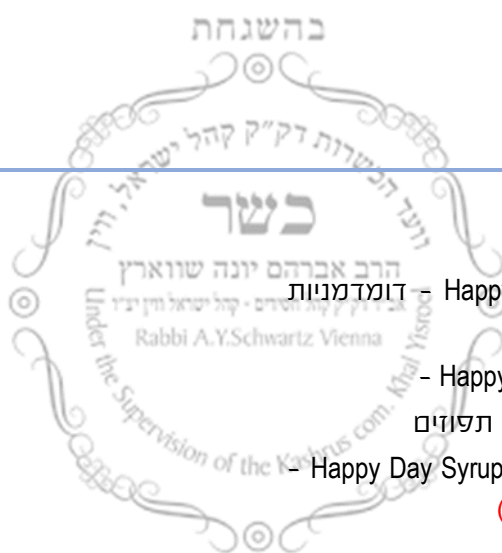 בהשגחת
וועד הכשרות דק״ק קהל ישראל, ווין
כשר
הרב אברהם יונה שווארץ
Rabbi A.Y.Schwartz Vienna
Under the Supervision of the Kashrus com. Khal Yisroel
דומדמניות – Happ
– Happy
תפוזים
– Happy Day Syrup
)